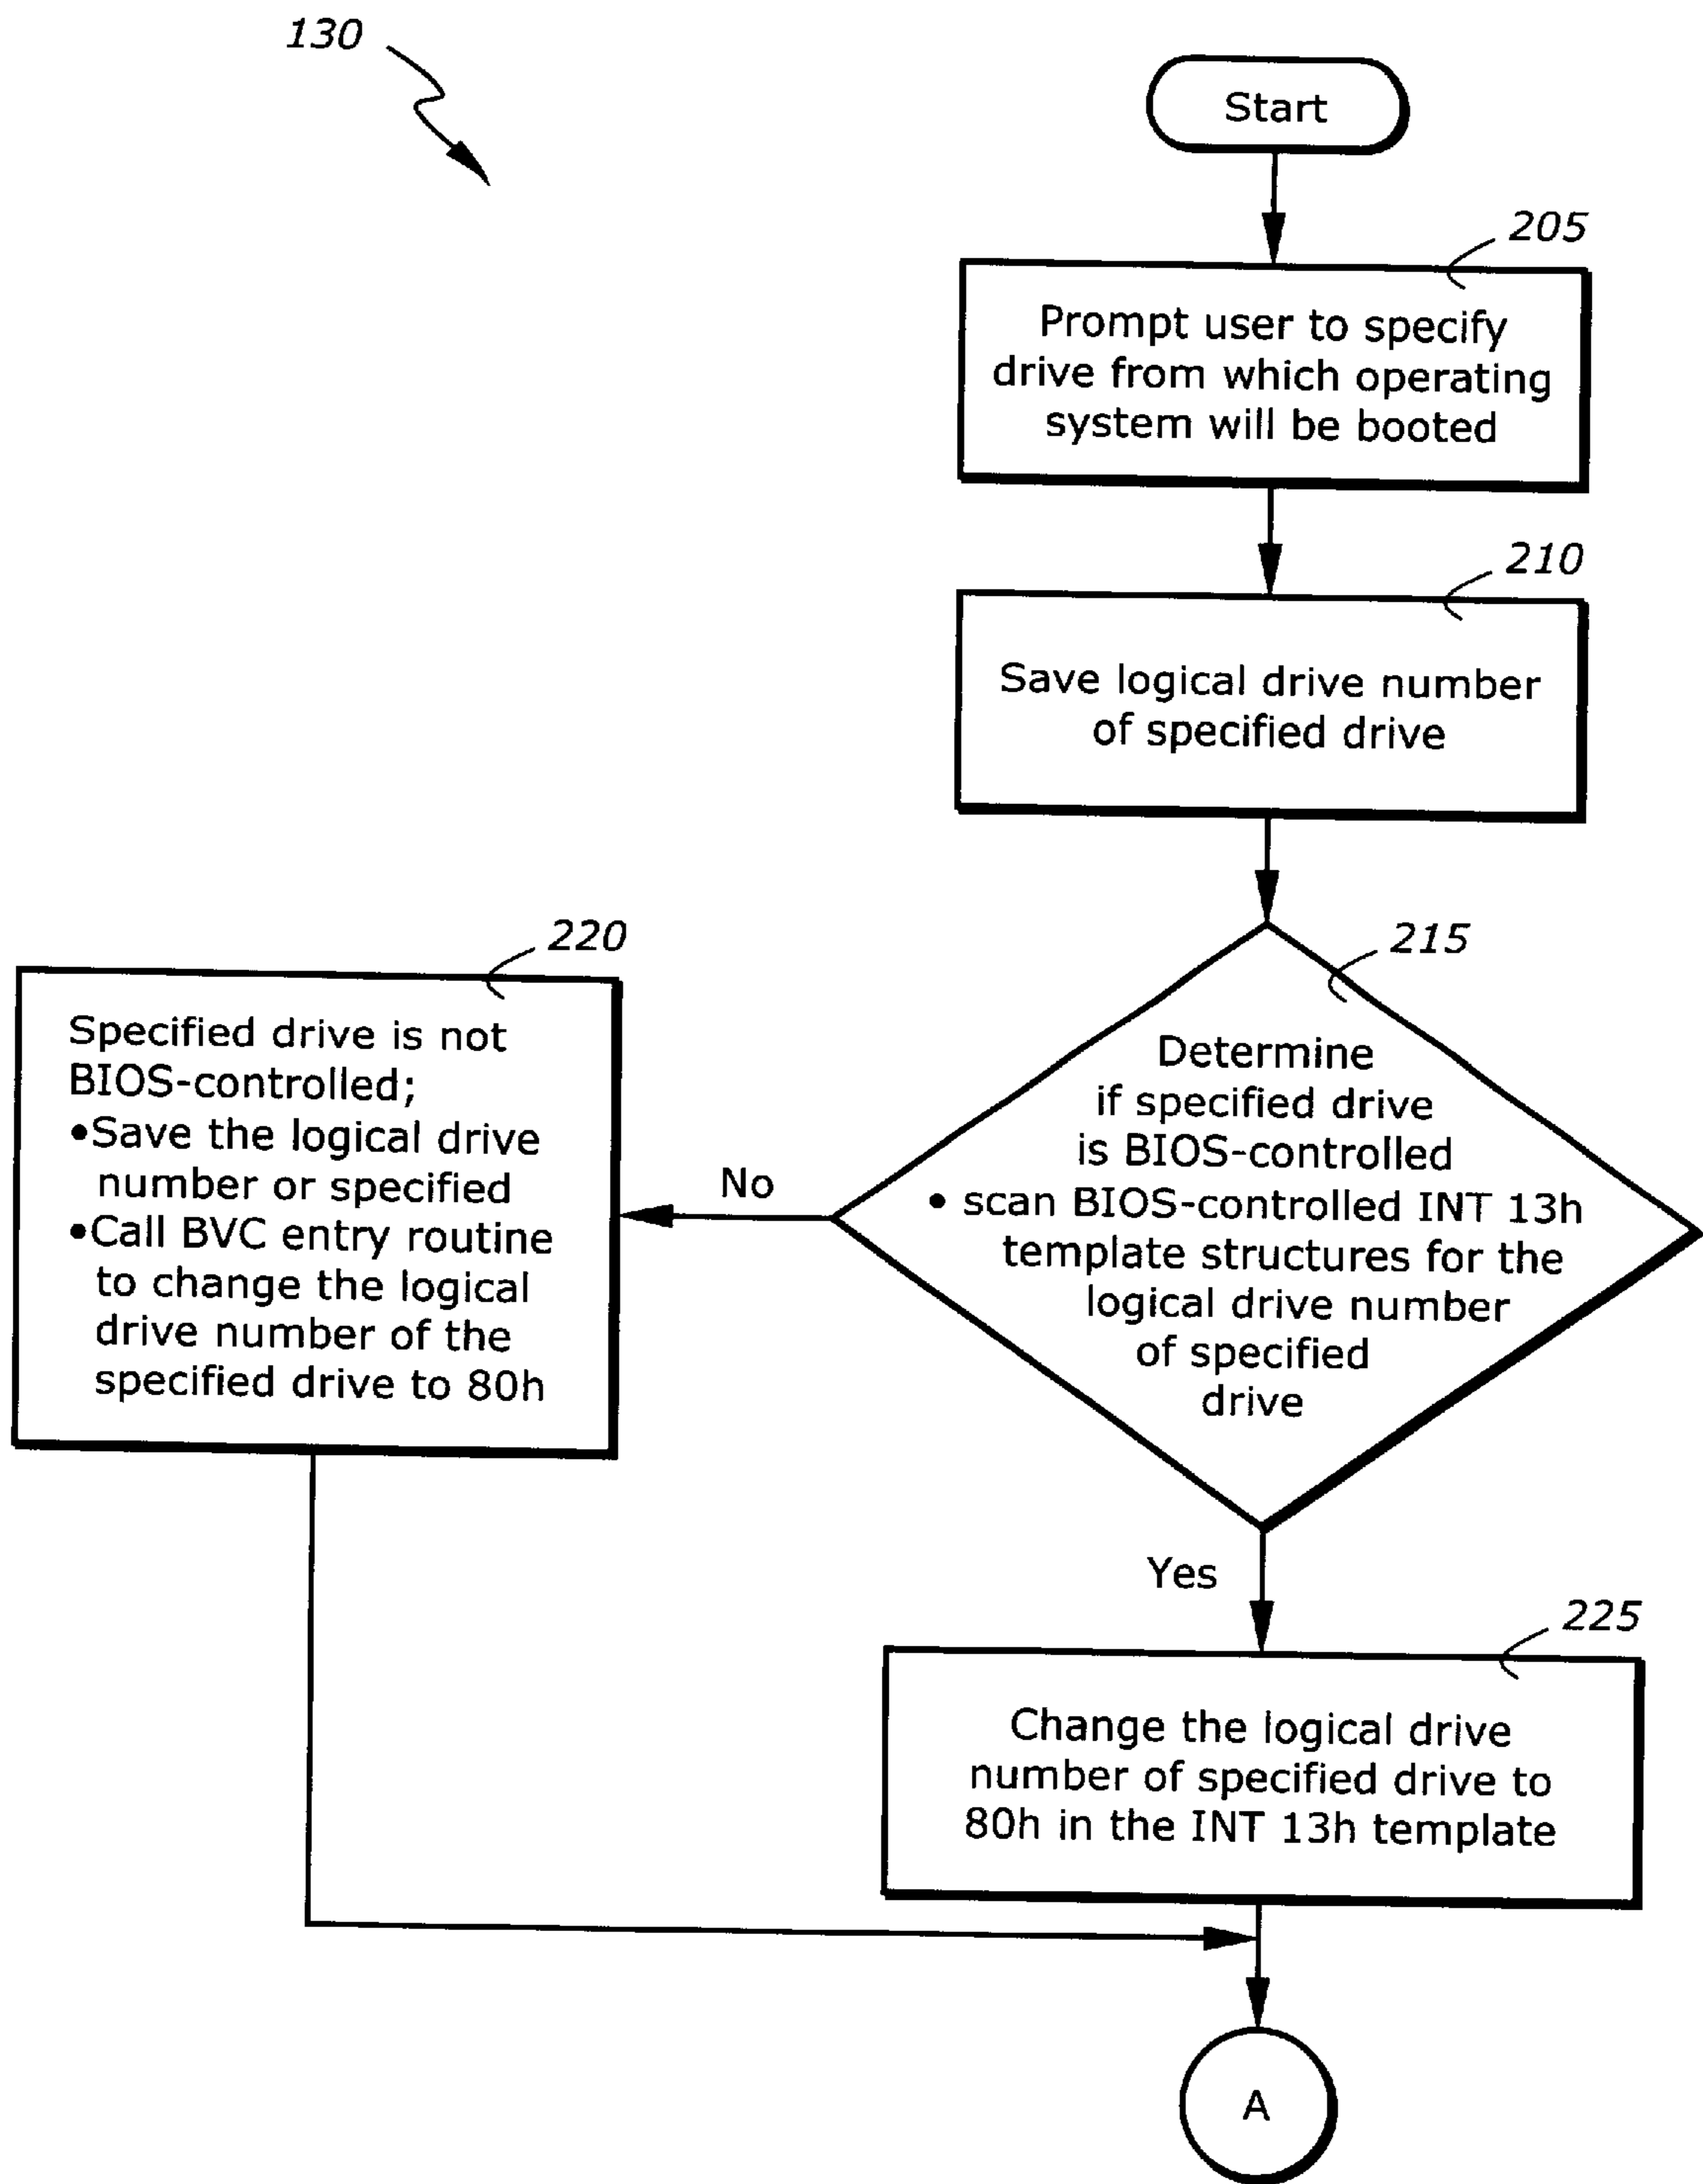 130
Start
205
Prompt user to specify
drive from which operating
system will be booted
210
Save logical drive number
of specified drive
215
Determine
if specified drive
is BIOS-controlled
• scan BIOS-controlled INT 13h
template structures for the
logical drive number
of specified
drive
No
220
Specified drive is not
BIOS-controlled;
•Save the logical drive
number or specified
•Call BVC entry routine
to change the logical
drive number of the
specified drive to 80h
Yes
225
Change the logical drive
number of specified drive to
80h in the INT 13h template
A